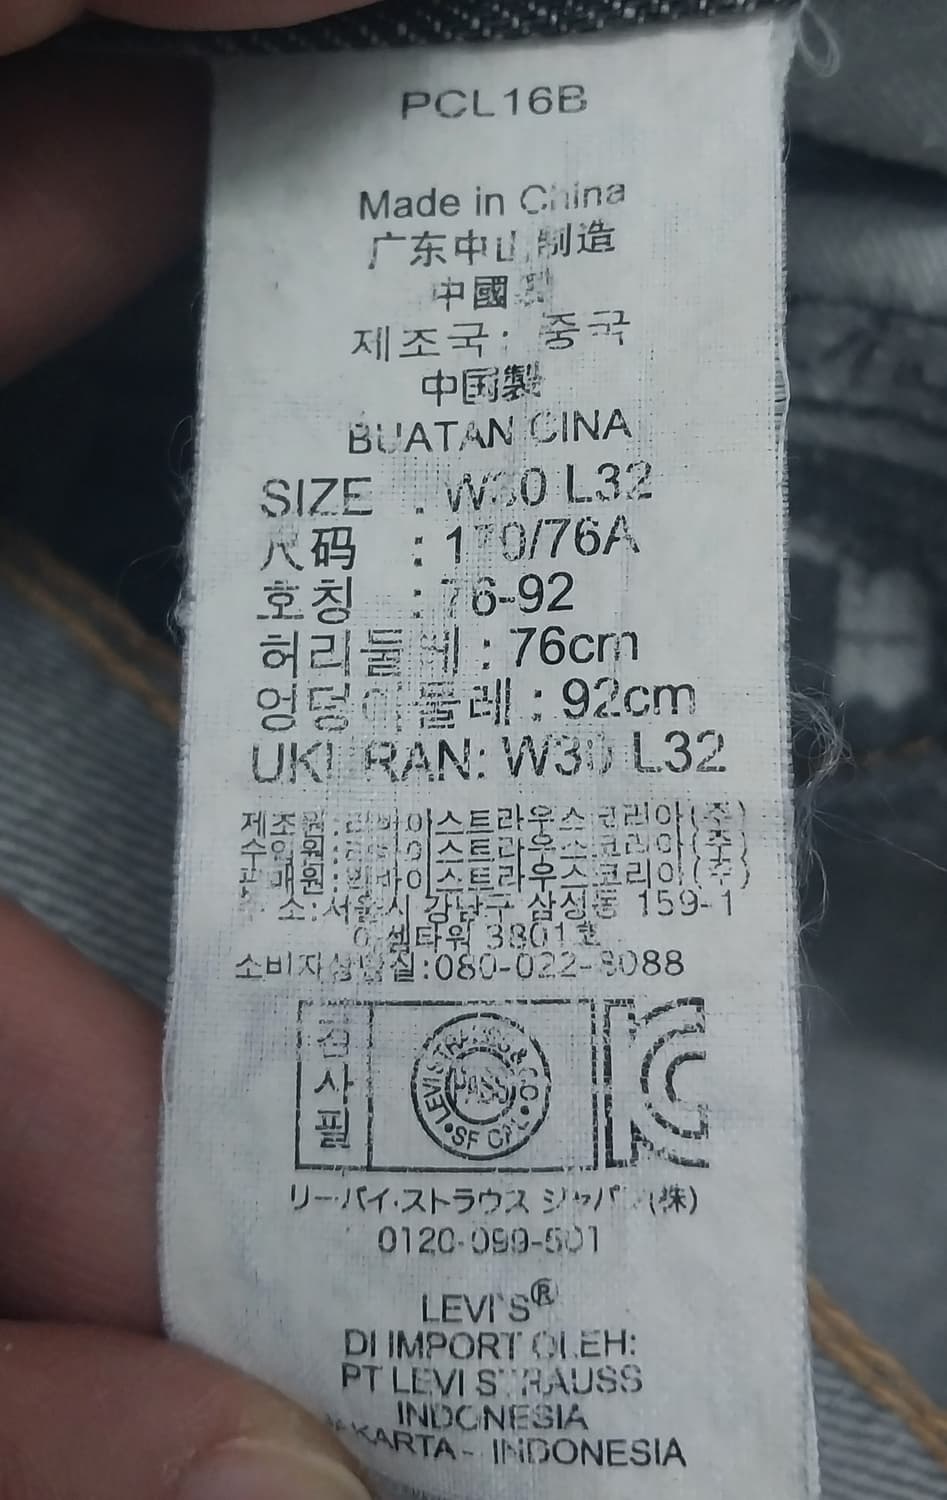 PCL16B
Made in China
广东中山制造
中國製
제조국: 중국
中国製
BUATAN CINA
SIZE : W30 L32
尺码 : 170/76A
호칭 : 76-92
허리둘레 : 76cm
엉덩이둘레 : 92cm
UKURAN: W30 L32
제조원:리바이스트라우스코리아(주)
수입원:리바이스트라우스코리아(주)
판매원:리바이스트라우스코리아(주)
주 소:서울시 강남구 삼성동 159-1
아셈타워 3801호
소비자상담실:080-022-8088
검사필
LEVI STRAUSS & CO
PASS
리ー·バイ·ストラウス ジャパン(株)
0120-099-501
LEVI'S®
DI IMPORT OLEH:
PT LEVI STRAUSS
INDONESIA
JAKARTA - INDONESIA